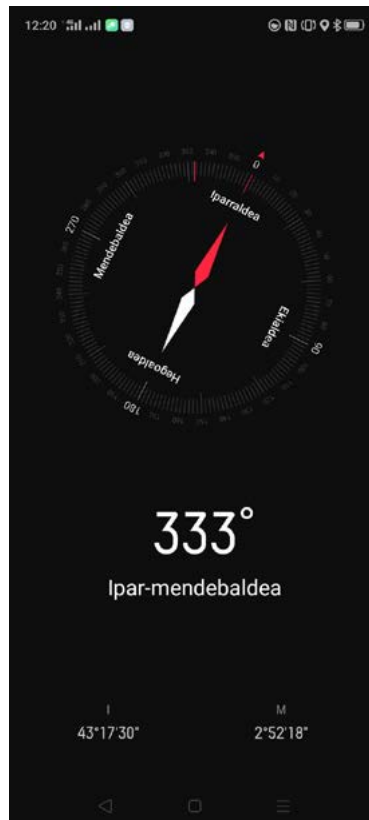 12:20
0
Iparraldea
270
Mendebaldea
Ekialdea
90
Hegoaldea
180
333°
Ipar-mendebaldea
I M
43°17'30" 2°52'18"